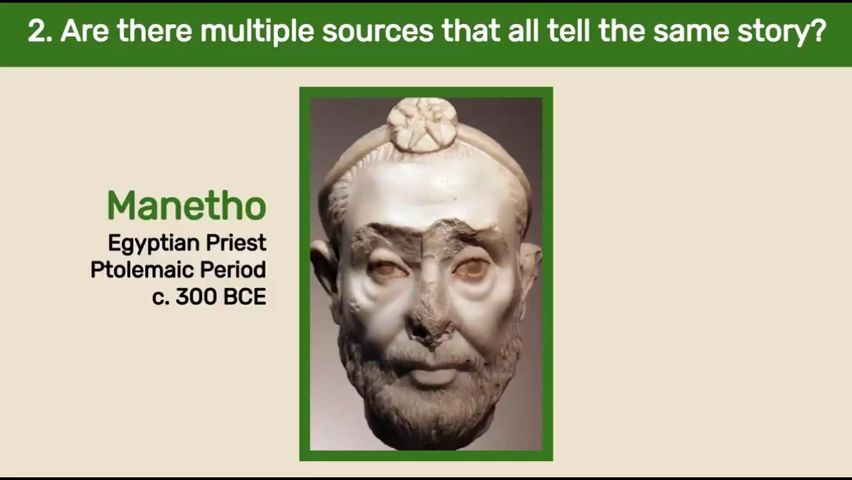 2. Are there multiple sources that all tell the same story?
Manetho
Egyptian Priest
Ptolemaic Period
c. 300 BCE